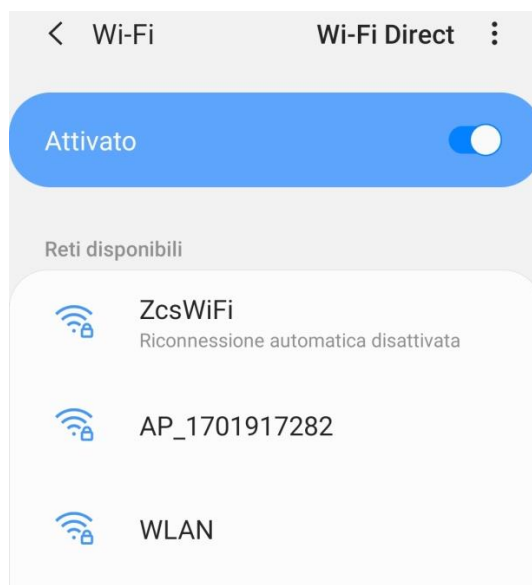 Wi-Fi Wi-Fi Direct
Attivato
Reti disponibili
ZcsWiFi
Riconnessione automatica disattivata
AP_1701917282
WLAN